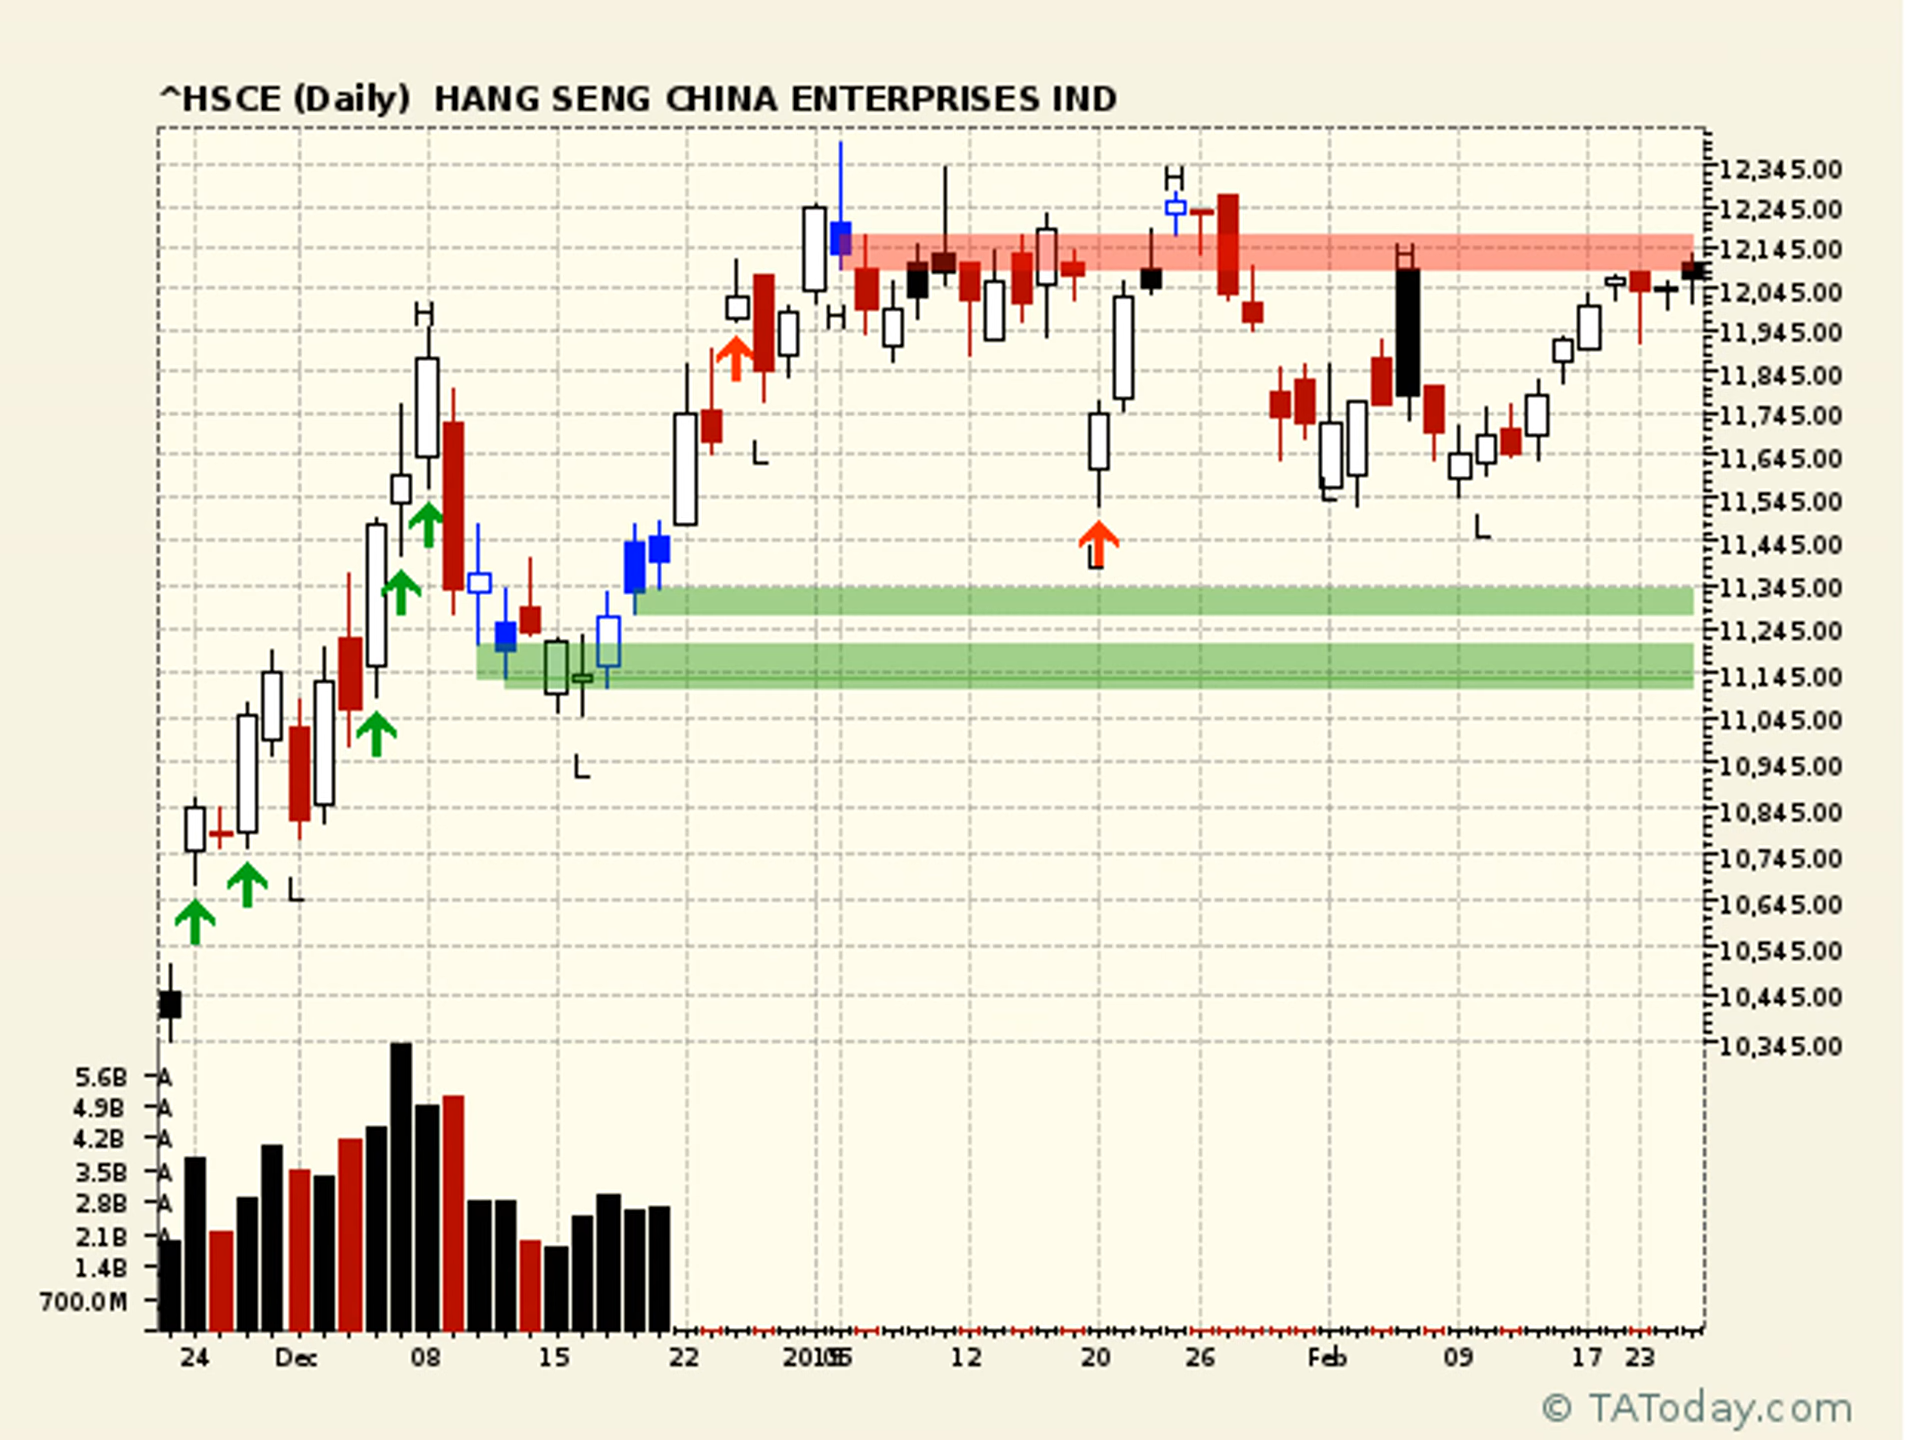 ^HSCE (Daily) HANG SENG CHINA ENTERPRISES IND
12,345.00
12,245.00
12,145.00
12,045.00
11,945.00
11,845.00
11,745.00
11,645.00
11,545.00
11,445.00
11,345.00
11,245.00
11,145.00
11,045.00
10,945.00
10,845.00
10,745.00
10,645.00
10,545.00
10,445.00
10,345.00
H
H
H
H
L
L
L
L
L
L
5.6B A
4.9B A
4.2B A
3.5B A
2.8B A
2.1B A
1.4B
700.0M
24 Dec 08 15 22 12 20 26 Feb 09 17 23
© TAToday.com